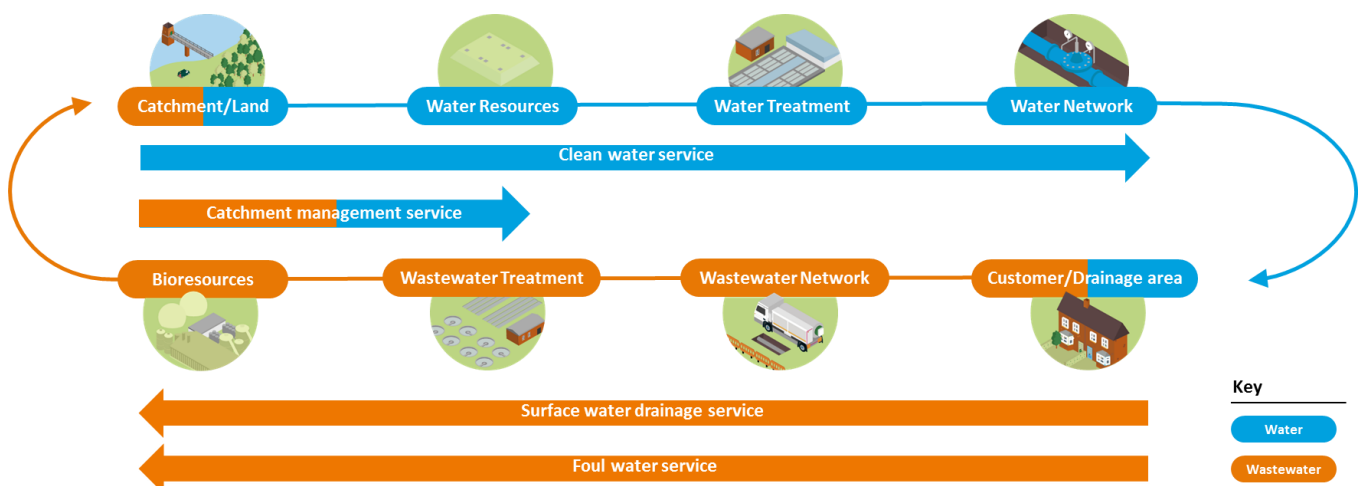 Catchment/Land
Water Resources
Water Treatment
Water Network
Clean water service
Catchment management service
Bioresources
Wastewater Treatment
Wastewater Network
Customer/Drainage area
Surface water drainage service
Foul water service
Key
Water
Wastewater